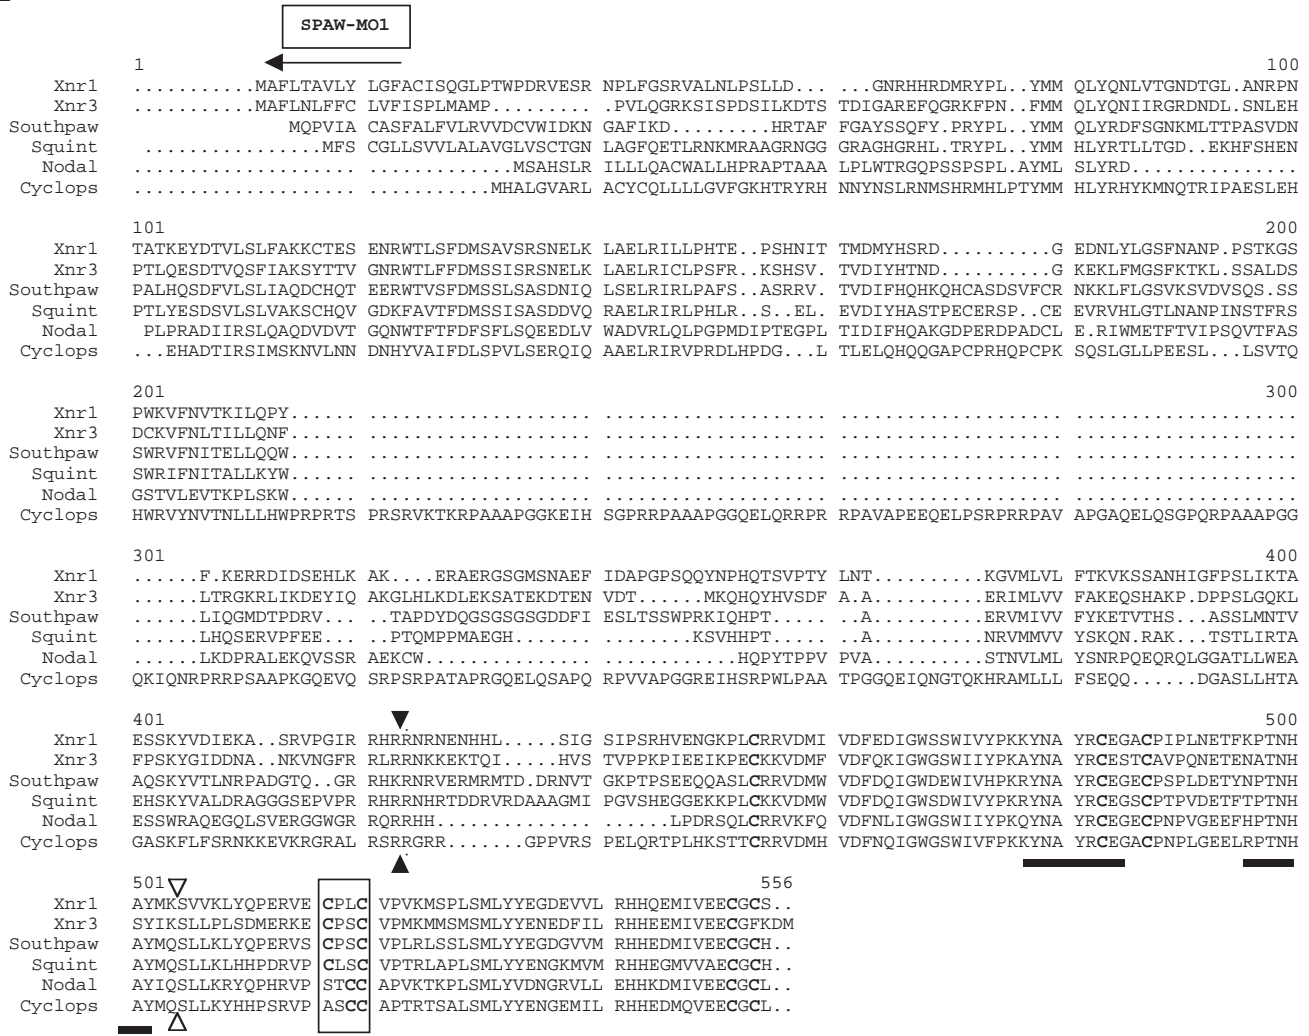 SPAW-MO1
1 100
Xnr1 ..........MAFLTAVLY LGFACISQGLPTWPDRVESR NPLFGSRVALNLPSLLD.....GNRHHRDMRYPL..YMM QLYQNLVTGNDTGL.ANRPN
Xnr3 ..........MAFLNLFFC LVFISPLMAMP......... PVLQGRKSISPDSILKDTS TDIGAREFQGRKFPN.FMM QLYQNIIRGRDNDL.SNLEH
Southpaw MQPVIA CASFALFVLRVVDCVWIDKN GAFIKD.........HRTAF FGAYSSQFY.PRYPL..YMM QLYRDFSGNKMLTTPASVDN
Squint ...............MFS CGLLSVVLALAVGLVSCTGN LAGFQETLRNKMRAAGRNGG GRAGHGRHL.TRYPL..YMM HLYRTLLTGD..EKHFSHEN
Nodal ................... ............MSAHSLR ILLLQACWALLHPRAPTAAA LPLWTRGQPSSPSPL.AYML SLYRD...............
Cyclops ................... ..........MHALGVARL ACYCQLLLLGVFGKHTRYRH NNYNSLRNMSHRMHLPTYMM HLYRHYKMNQTRIPAESLEH
101 200
Xnr1 TATKEYDTVLSLFAKKCTES ENRWTLSFDMSAVSRSNELK LAELRILLPHTE..PSHNIT TMDMYHSRD..........G EDNLYLGSFNANP.PSTKGS
Xnr3 PTLQESDTVQSFIAKSYTTV GNRWTLFFDMSSISRSNELK LAELRICLPSFR..KSHSV. TVDIYHTND..........G KEKLFMGSFKTKL.SSALDS
Southpaw PALHQSDFVLSLIAQDCHQT EERWTVSFDMSSLSASDNIQ LSELRIRLPAFS..ASRRV. TVDIFHQHKQHCASDSVFCR NKKLFLGSVKSVDVSQS.SS
Squint PTLYESDSVLSLVAKSCHQV GDKFAVTFDMSSISASDDVQ LAELRIRLPHLR..S..EL. EVDIYHASTPECERSP..CE EVRVHLGTLNANPINSTFRS
Nodal PLPRADIIRSLQAQDVDVT GQNWTFTFDFSFLSQEEDLV WADVRLQLPGPMDIPTEGPL TIDIFHQAKGDPERDPADCL E.RIWMETFTVIPSQVTFAS
Cyclops ...EHADTIRSIMSKNVLNN DNHYVAIFDLSPVLSERQIQ AAELRIRVPRDLHPDG...L TLELQHQQGAPCPRHQPCPK SQSLGLLPEESL...LSVTQ
201 300
Xnr1 PWKVFNVTKILQPY...... .................... .................... .................... ....................
Xnr3 DCKVFNLTILLQNF...... .................... .................... .................... ....................
Southpaw SWRVFNITELLQQW...... .................... .................... .................... ....................
Squint SWRIFNITALLKYW...... .................... .................... .................... ....................
Nodal GSTVLEVTKPLSKW...... .................... .................... .................... ....................
Cyclops HWRVYNVTNLLLHWPRPRTS PRSRVKTKRPAAAPGGKEIH SGPRRPAAAPGGQELQRRPR RPAVAPEEQELPSRPRRPAV APGAQELQSGPQRPAAAPGG
301 400
Xnr1 ......F.KERRDIDSEHLK AK....ERAERGSGMSNAEF IDAPGPSQQYNPHQTSVPTY LNT.........KGVMLVL FTKVKSSANHIGFPSLIKTA
Xnr3 ......LTRGKRLIKDEYIQ AKGLHLKDLEKSATEKDTEN VDT......MKQHQYHVSDF A.A.........ERIMLVV FAKEQSHAKP.DPPSLGQKL
Southpaw ......LIQGMDTPDRV... ..TAPDYDQGSGSGSGDDFI ESLTSSWPRKIQHPT..... ..A.........ERVMIVV FYKETVTHS...ASSLMNTV
Squint ......LHQSERVPFEE... ..PTQMPPMAEGH....... .........KSVHHPT.... ..A.........NRVMMVV YSKQN.RAK...TSTLIRTA
Nodal ......LKDPRALEKQVSSR AEKCW............... ............HQPYTPPV PVA.........STNVLML YSNRPQEQRQLGGATLLWEA
Cyclops QKIQNRPRRPSAAPKGQEVQ SRPSRPATAPRGQELQSAPQ RPVVAPGGREIHSRPWLPAA TPGGQEIQNGTQKHRAMLLL FSEQQ......DGASLLHTA
401 500
Xnr1 ESSKYVDIEKA..SRVPGIR RHRRNRNENHHL.....SIG SIPSRHVENGKPLCRRVDMI VDFEDIGWSSWIVYPKKYNA YRCEGACPIPLNETFKPTNH
Xnr3 FPSKYGIDDNA..NKVNGFR RLRRNKKEKTQI.....HVS TVPPKPIEEIKPECKKVDMF VDFQKIGWSSWIIYPKAYNA YRCESTCAVPQNETENATNH
Southpaw AQSKYVTLNRPADGTQ..GR RHKRNRVERMRMTD.DRNVT GKPTPSEEQQASLCRRVDMW VDFDQIGWDEWIVHPKRYNA YRCEGECPSPLDETYNPTNH
Squint EHSKYVALDRAGGGSEPVPR RHRRNHRTDDRVRDAAAGMI PGVSHEGGEKKPLCKKVDMW VDFDQIGWSDWIVYPKRYNA YRCEGSCPTPVDETFTPTNH
Nodal ESSWRAQEGQLSVERGGWGR RQRRHH.............. ......LPDRSQLCRRVKFQ VDFNLIGWGSWIIYPKQYNA YRCEGECPNPVGEEFHPTNH
Cyclops GASKFLFSRNKKEVKRGRAL RSRRGRR.......GPPVRS PELQRTPLHKSTTCRRVDMH VDFNQIGWGSWIVFPKKYNA YRCEGACPNPLGEELRPTNH
501 556
Xnr1 AYMKSVVKLYQPERVE CPLC VPVKMSPLSMLYYEGDEVVL RHHQEMIVEECGCS..
Xnr3 SYIKSLLPLSDMERKE CPSC VPMKMMSMSMLYYENEDFIL RHHEEMIVEECGFKDM
Southpaw AYMQSLLKLYQPERVS CPSC VPLRLSSLSMLYYEGDGVVM RHHEDMIVEECGCH..
Squint AYMQSLLKLHHPDRVP CLSC VPTRLAPLSMLYYENGKMVM RHHEGMVVAECGCH..
Nodal AYIQSLLKRYQPHRVP STCC APVKTKPLSMLYVDNGRVLL EHHKDMIVEECGCL..
Cyclops AYMQSLLKYHHPSRVP ASCC APTRTSALSMLYYENGEMIL RHHEDMQVEECGCL..